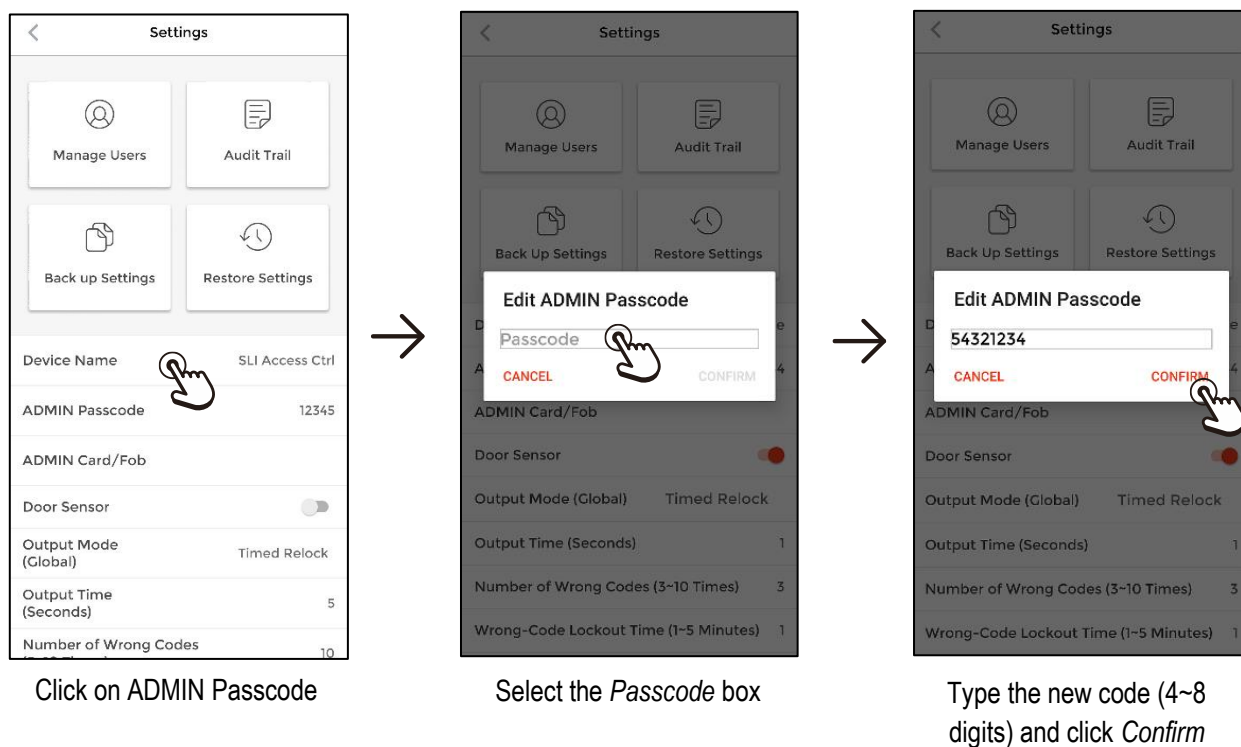 Settings
Manage Users
Audit Trail
Back up Settings
Restore Settings
Device Name SLI Access Ctrl
ADMIN Passcode 12345
ADMIN Card/Fob
Door Sensor
Output Mode
(Global) Timed Relock
Output Time
(Seconds) 5
Number of Wrong Codes
10
Click on ADMIN Passcode
Settings
Manage Users
Audit Trail
Back Up Settings
Restore Settings
Edit ADMIN Passcode
Passcode
CANCEL CONFIRM
ADMIN Card/Fob
Door Sensor
Output Mode (Global) Timed Relock
Output Time (Seconds) 1
Number of Wrong Codes (3~10 Times) 3
Wrong-Code Lockout Time (1~5 Minutes) 1
Select the Passcode box
Settings
Manage Users
Audit Trail
Back Up Settings
Restore Settings
Edit ADMIN Passcode
54321234
CANCEL CONFIRM
ADMIN Card/Fob
Door Sensor
Output Mode (Global) Timed Relock
Output Time (Seconds) 1
Number of Wrong Codes (3~10 Times) 3
Wrong-Code Lockout Time (1~5 Minutes) 1
Type the new code (4~8
digits) and click Confirm